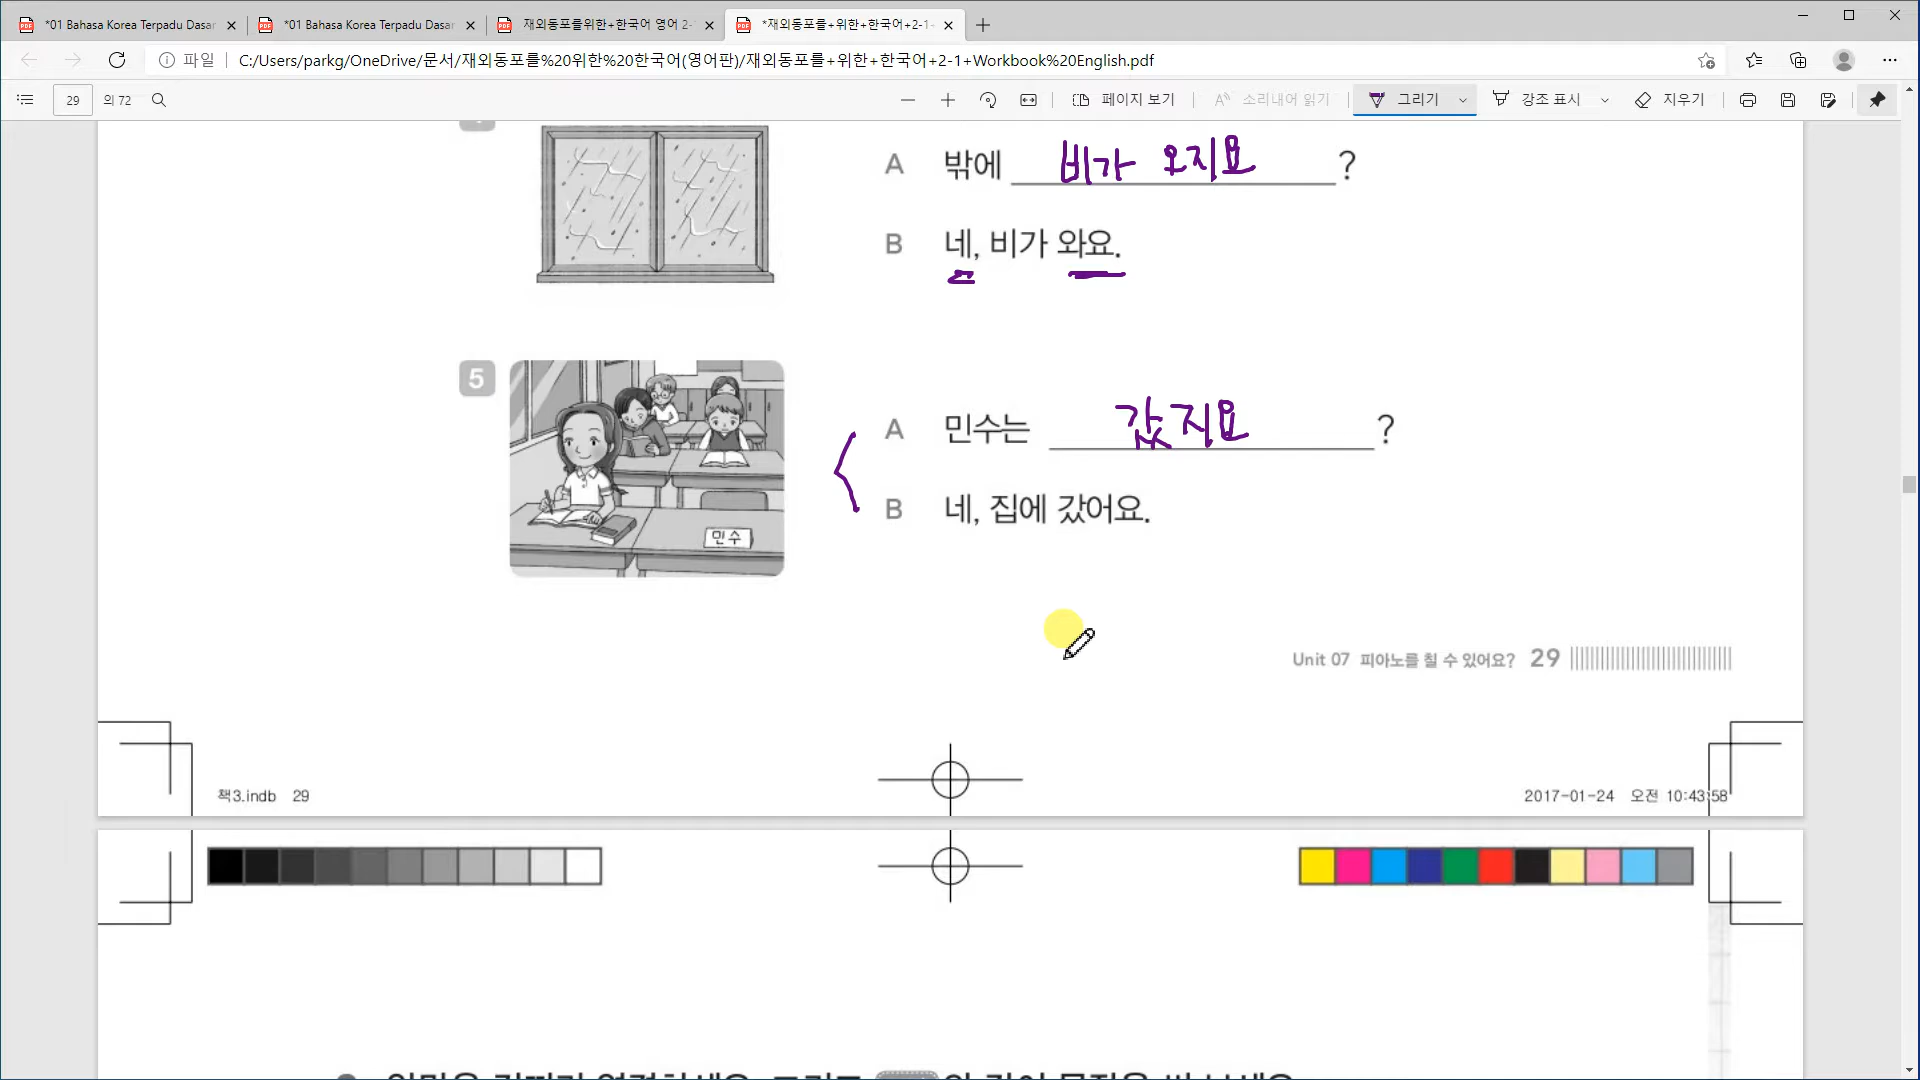 *01 Bahasa Korea Terpadu Dasar
*01 Bahasa Korea Terpadu Dasar
재외동포를위한+한국어 영어 2-
*재외동포를+위한+한국어+2-1-
파일 C:/Users/parkg/OneDrive/문서/재외동포를%20위한%20한국어(영어판)/재외동포를+위한+한국어+2-1+Workbook%20English.pdf
29 의 72 페이지 보기 소리내어 읽기 그리기 강조 표시 지우기
A 밖에 비가 오지요 ?
B 네, 비가 와요.
5
A 민수는 갔지요 ?
B 네, 집에 갔어요.
민수
Unit 07 피아노를 칠 수 있어요? 29
책3.indb 29
2017-01-24 오전 10:43:58